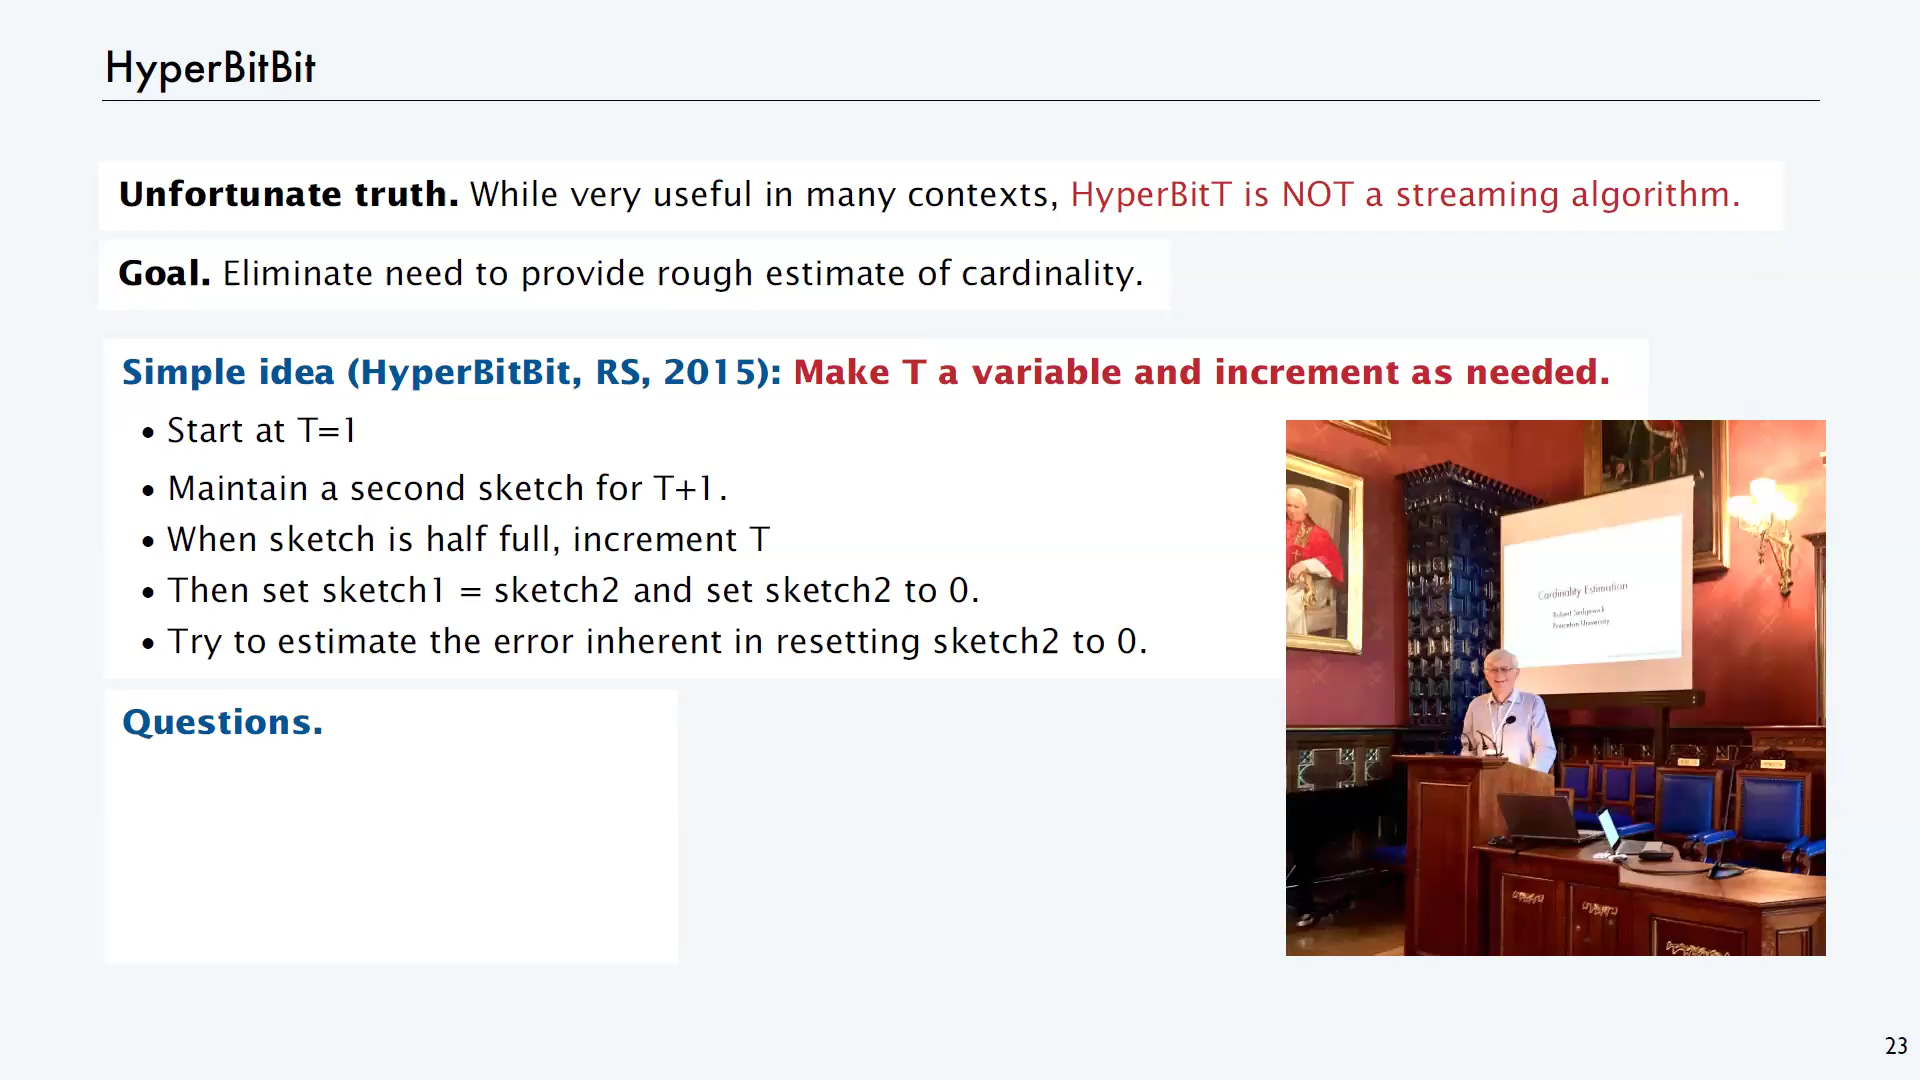 HyperBitBit
Unfortunate truth. While very useful in many contexts, HyperBitT is NOT a streaming algorithm.
Goal. Eliminate need to provide rough estimate of cardinality.
Simple idea (HyperBitBit, RS, 2015): Make T a variable and increment as needed.
• Start at T=1
• Maintain a second sketch for T+1.
• When sketch is half full, increment T
• Then set sketch1 = sketch2 and set sketch2 to 0.
• Try to estimate the error inherent in resetting sketch2 to 0.
Cardinality Estimation
Robert Sedgewick
Princeton University
Questions.
23